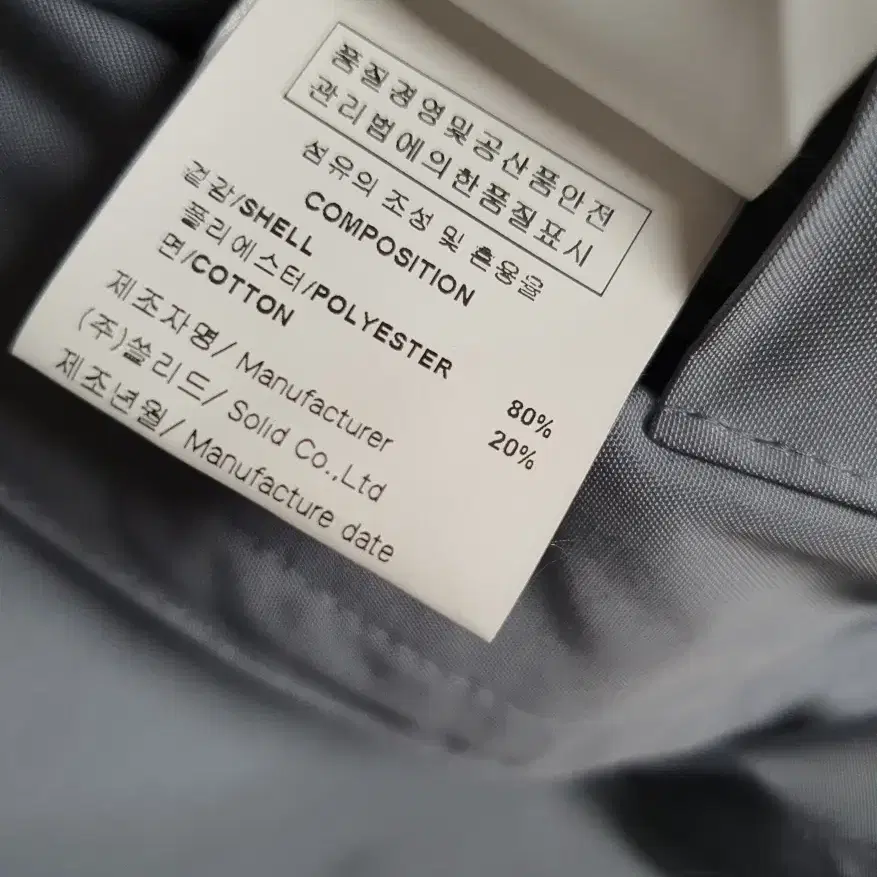 품질경영및공산품안전
관리법에의한품질표시
섬유의 조성 및 혼용율
COMPOSITION
겉감/SHELL
폴리에스터/POLYESTER 80%
면/COTTON 20%
제조자명/ Manufacturer
(주)쏠리드/ Solid Co.,Ltd
제조년월/ Manufacture date